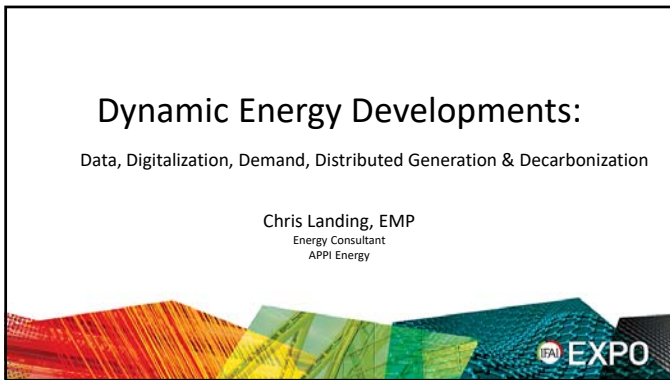 Dynamic Energy Developments:
Data, Digitalization, Demand, Distributed Generation & Decarbonization
Chris Landing, EMP
Energy Consultant
APPI Energy
IFAI EXPO